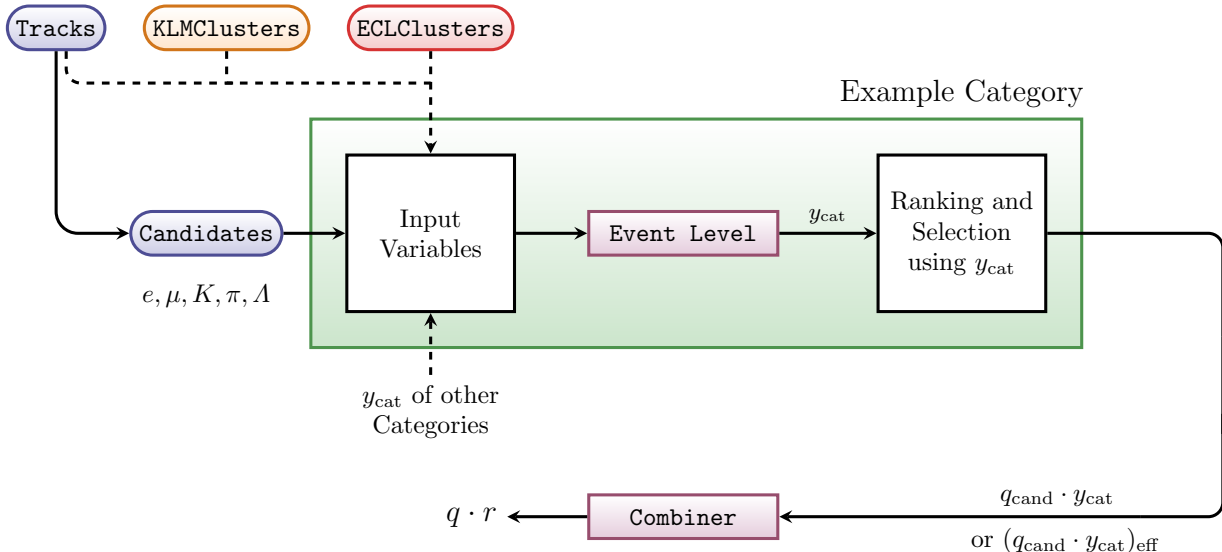 Tracks
KLMClusters
ECLClusters
Example Category
Candidates
e, μ, K, π, Λ
Input
Variables
Event Level
y_cat
Ranking and
Selection
using y_cat
y_cat of other
Categories
q · r
Combiner
q_cand · y_cat
or (q_cand · y_cat)_eff